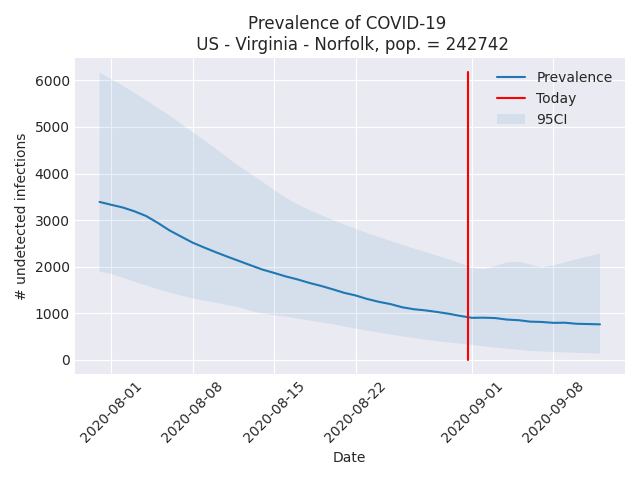 Prevalence of COVID-19
US - Virginia - Norfolk, pop. = 242742
Prevalence
Today
95CI
# undetected infections
6000
5000
4000
3000
2000
1000
0
2020-08-01
2020-08-08
2020-08-15
2020-08-22
2020-09-01
2020-09-08
Date